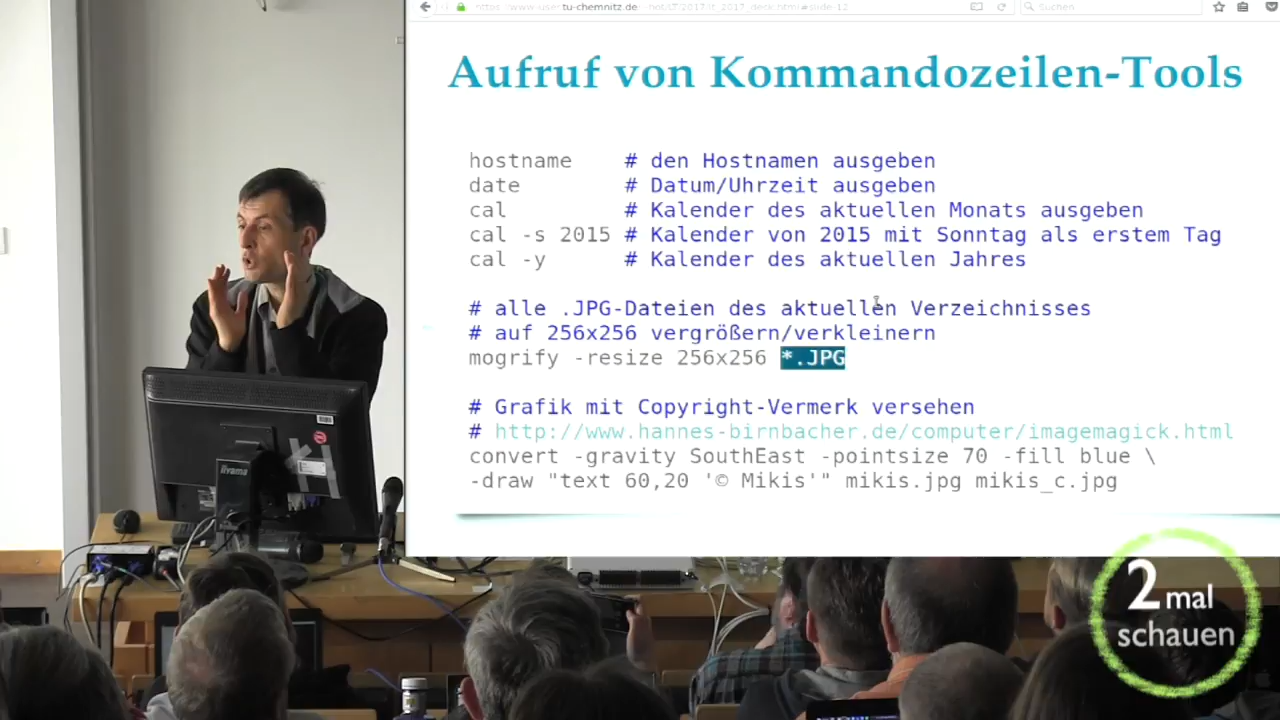 tu-chemnitz.de
Suchen
Aufruf von Kommandozeilen-Tools
hostname # den Hostnamen ausgeben
date # Datum/Uhrzeit ausgeben
cal # Kalender des aktuellen Monats ausgeben
cal -s 2015 # Kalender von 2015 mit Sonntag als erstem Tag
cal -y # Kalender des aktuellen Jahres
# alle .JPG-Dateien des aktuellen Verzeichnisses
# auf 256x256 vergrößern/verkleinern
mogrify -resize 256x256 *.JPG
# Grafik mit Copyright-Vermerk versehen
# http://www.hannes-birnbacher.de/computer/imagemagick.html
convert -gravity SouthEast -pointsize 70 -fill blue \
-draw "text 60,20 '© Mikis'" mikis.jpg mikis_c.jpg
iiyama
2 mal
schauen